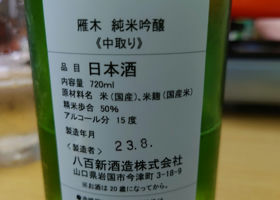 雁木 純米吟醸
《中取り》
品 目 日本酒
内容量 720ml
原材料名 米(国産)、米麹(国産米)
精米歩合 50%
アルコール分 15度
製造年月 23.8.
<製造者>
八百新酒造株式会社
山口県岩国市今津町3-18-9
※お酒は20歳になってから。